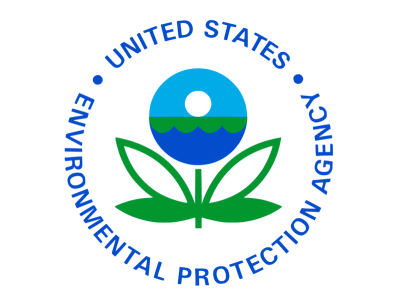 UNITED STATES
ENVIRONMENTAL PROTECTION AGENCY